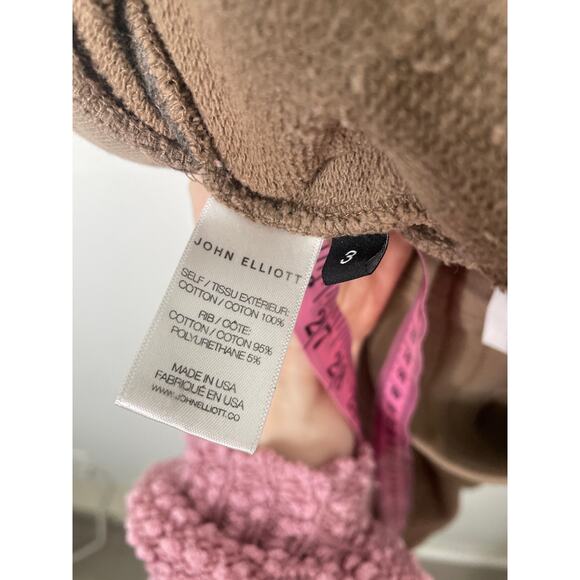 JOHN ELLIOTT
SELF / TISSU EXTÉRIEUR:
COTTON / COTON 100%
RIB / CÔTE:
COTTON / COTON 95%
POLYURETHANE 5%
MADE IN USA
FABRIQUÉ EN USA
WWW.JOHNELLIOTT.CO
3
27